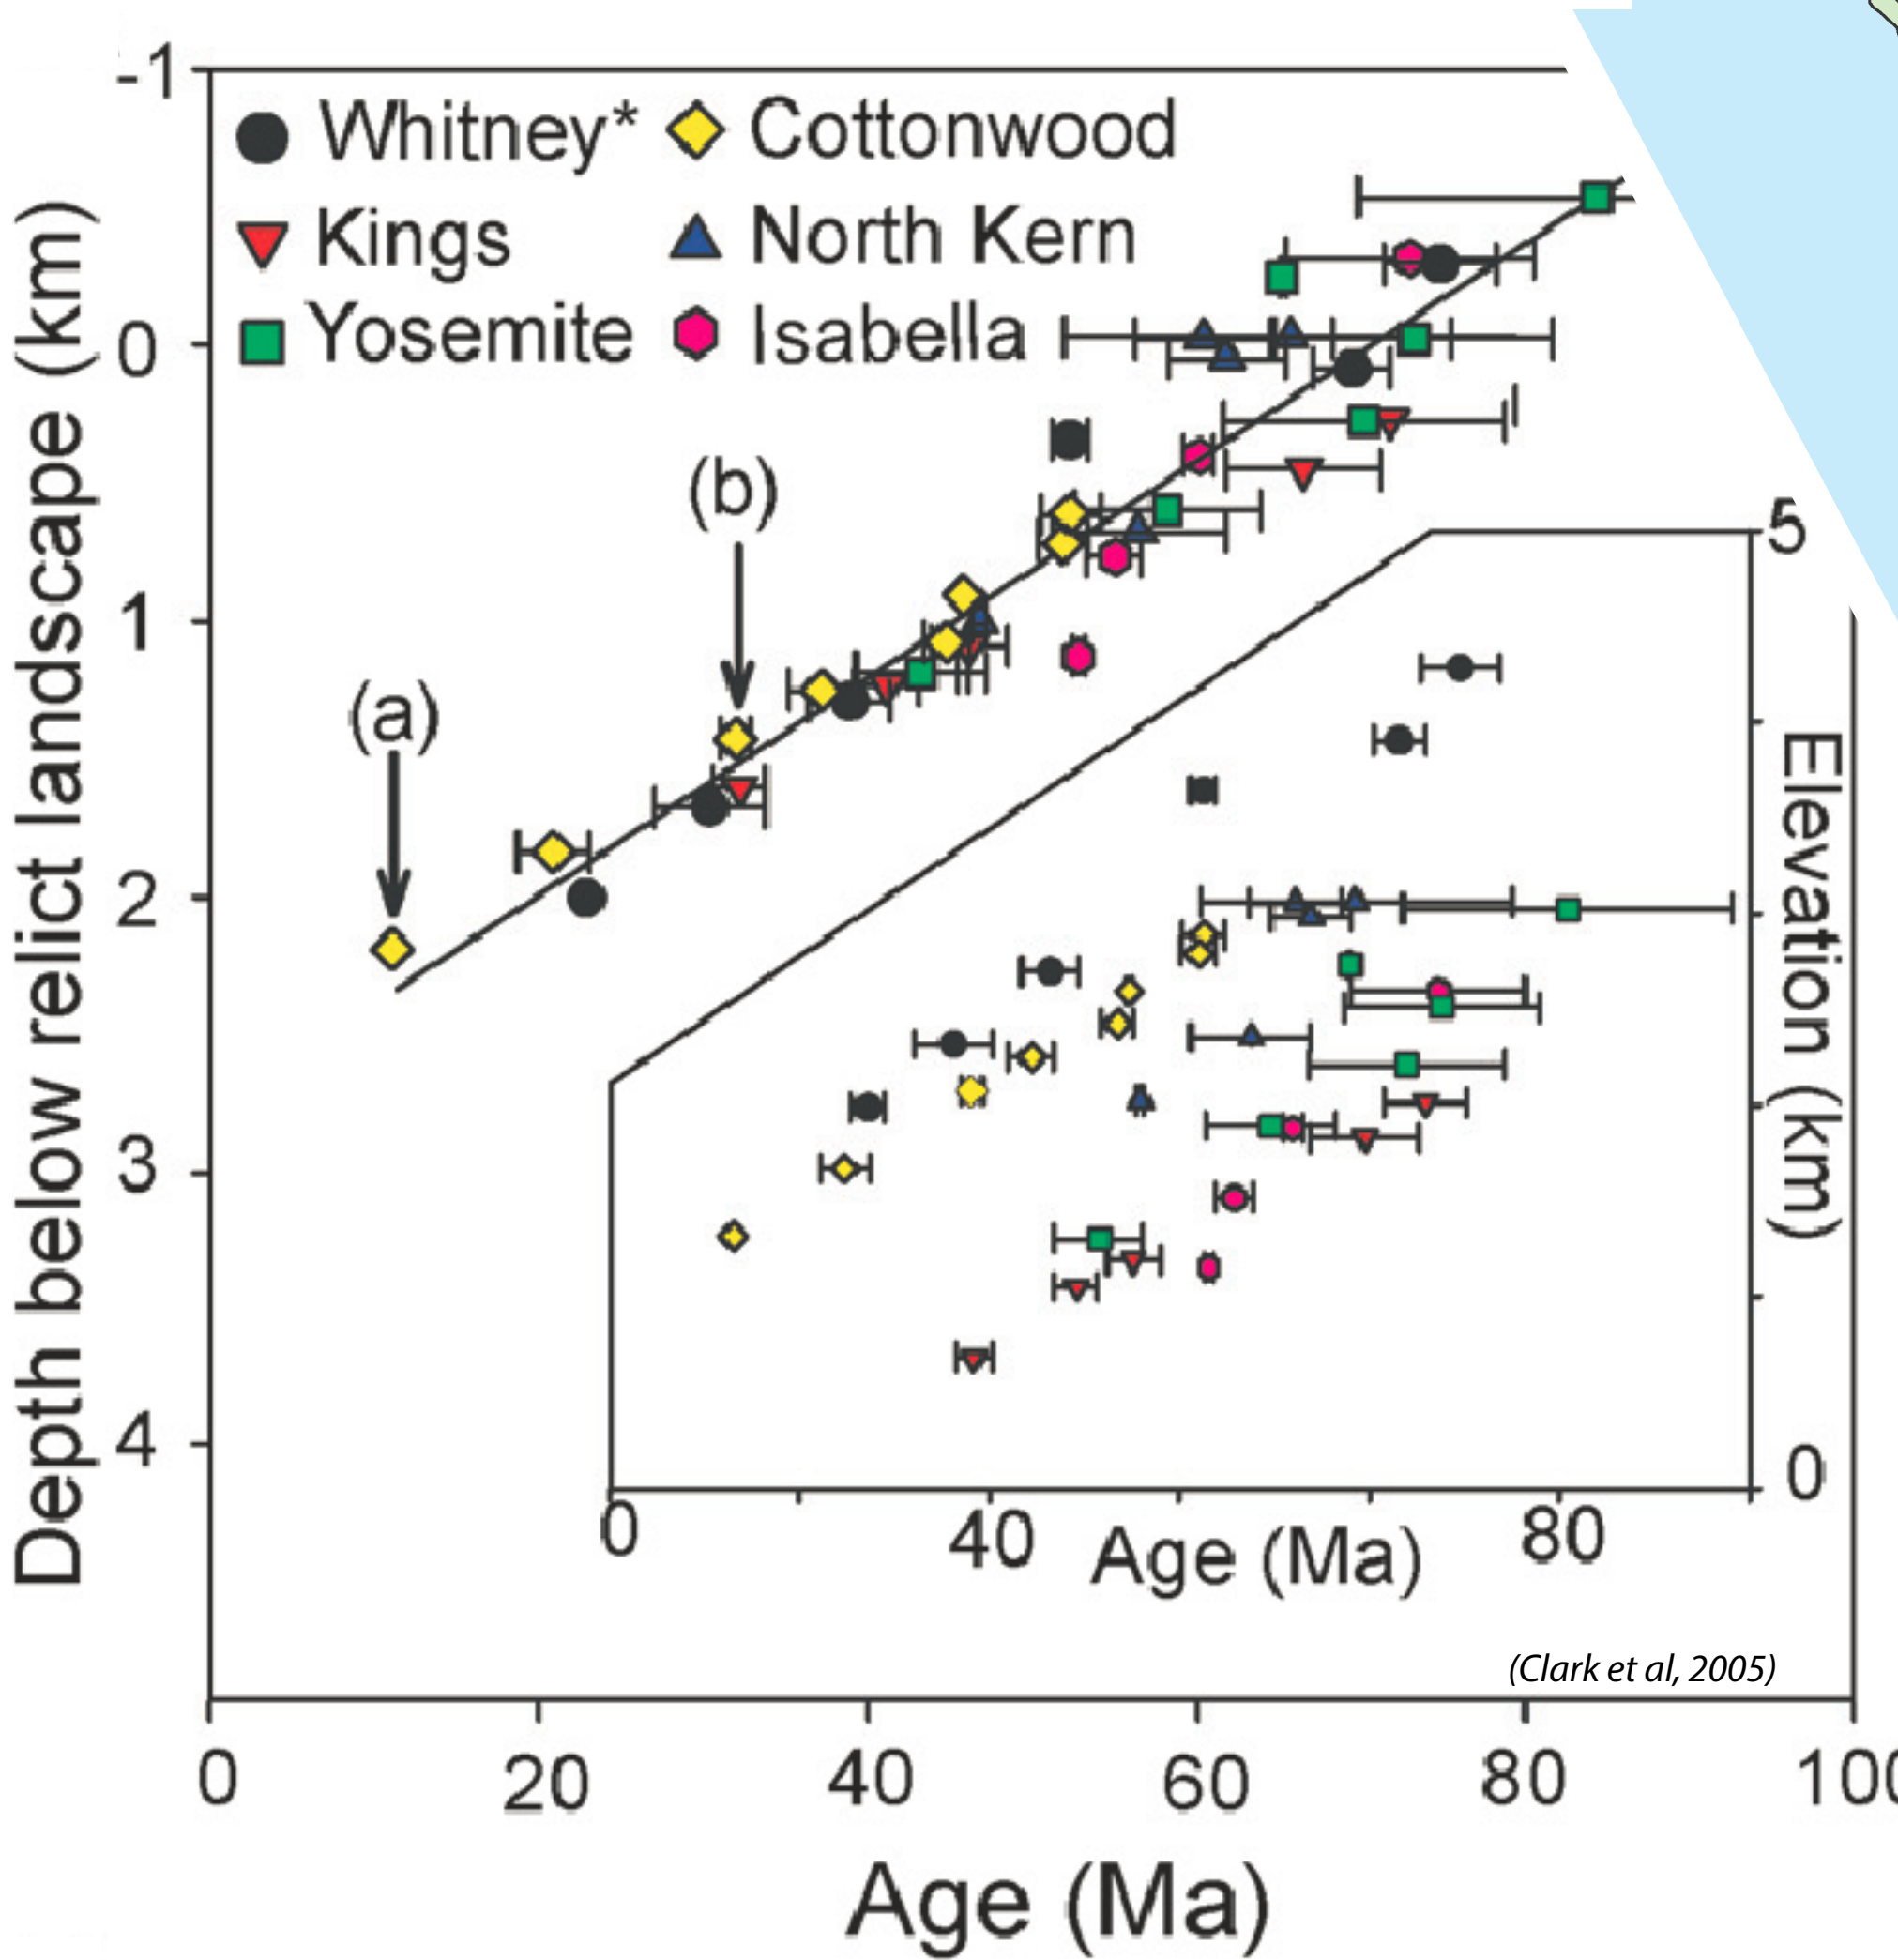 Depth below relict landscape (km)
-1
0
1
2
3
4
Whitney* Cottonwood
Kings North Kern
Yosemite Isabella
(a)
(b)
5
Elevation (km)
0
0 40 Age (Ma) 80
(Clark et al, 2005)
0 20 40 60 80 100
Age (Ma)